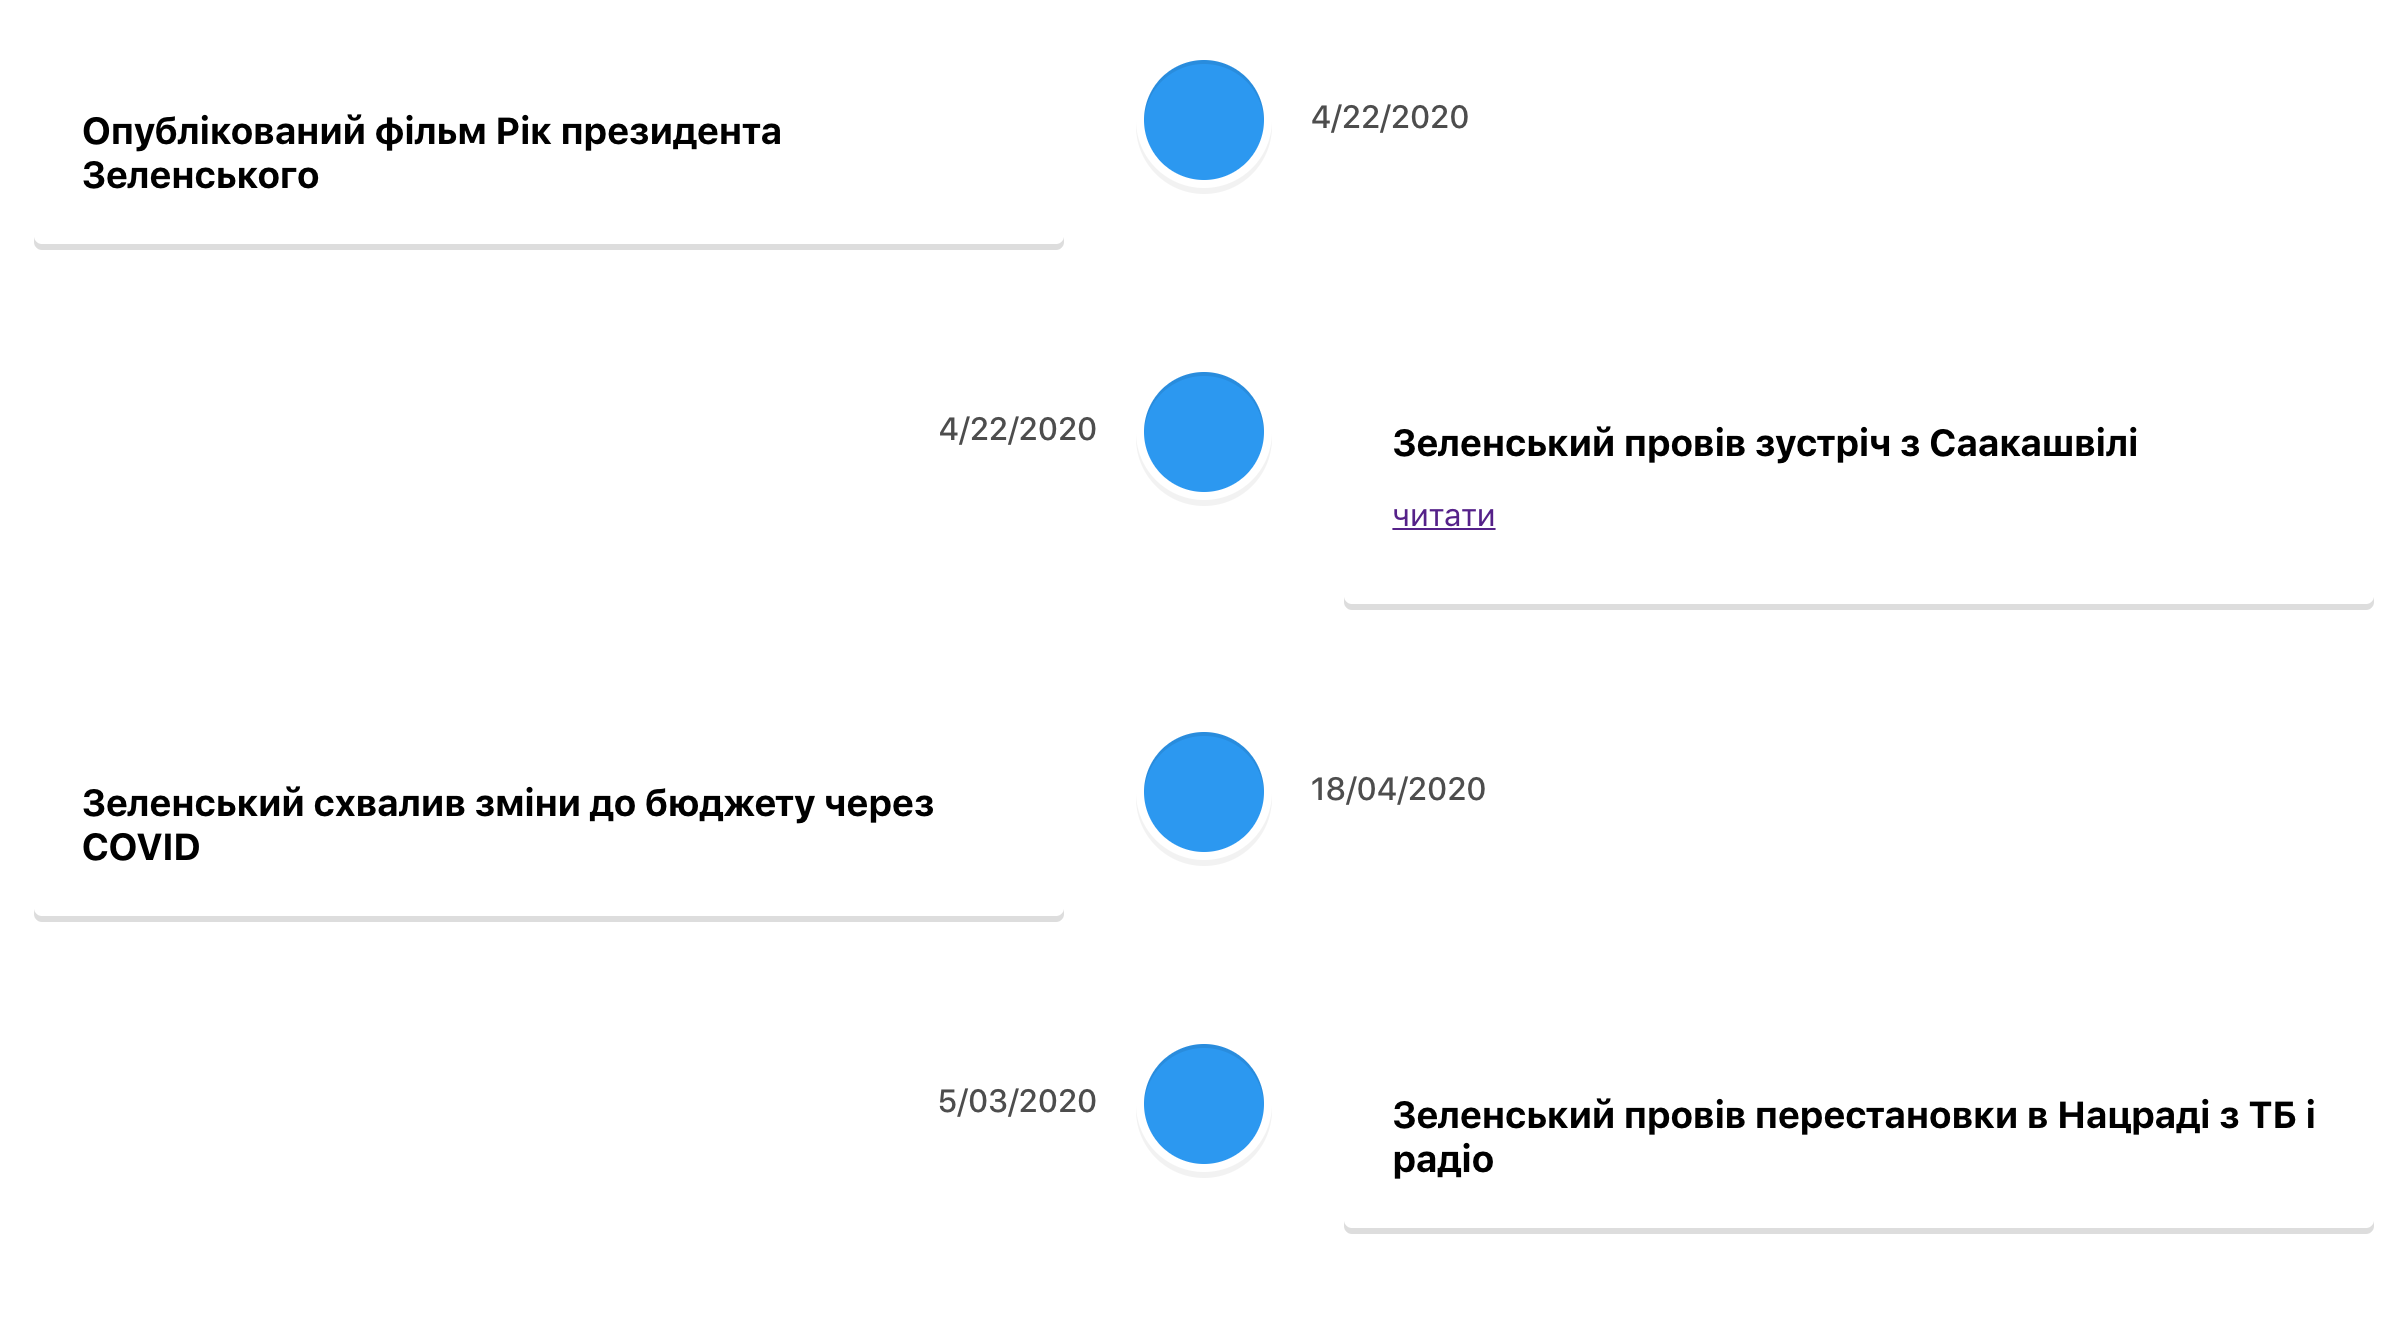 Опублікований фільм Рік президента
Зеленського
4/22/2020
4/22/2020
Зеленський провів зустріч з Саакашвілі
читати
Зеленський схвалив зміни до бюджету через
COVID
18/04/2020
5/03/2020
Зеленський провів перестановки в Нацраді з ТБ і
радіо